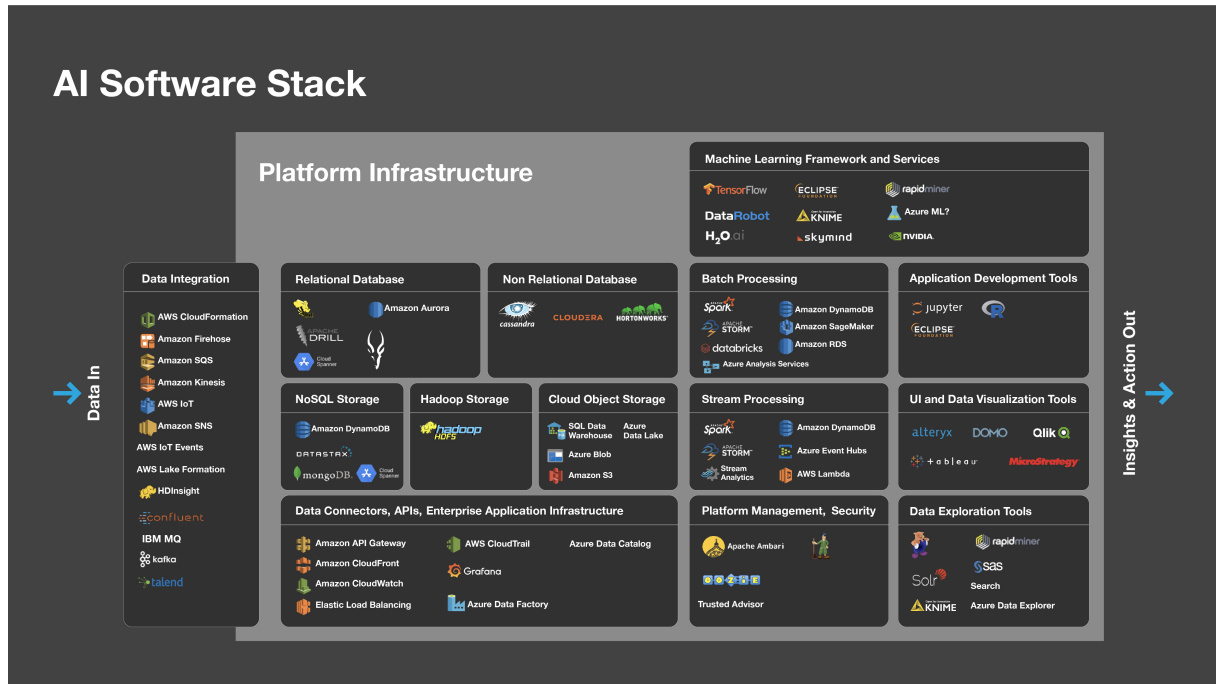 AI Software Stack
Platform Infrastructure
Data In
Data Integration
AWS CloudFormation
Amazon Firehose
Amazon SQS
Amazon Kinesis
AWS IoT
Amazon SNS
AWS IoT Events
AWS Lake Formation
HDInsight
confluent
IBM MQ
kafka
talend
Machine Learning Framework and Services
TensorFlow
ECLIPSE
FOUNDATION
rapidminer
DataRobot
KNIME
Azure ML?
H2O.ai
skymind
NVIDIA.
Relational Database
Amazon Aurora
APACHE
DRILL
Cloud
Spanner
Non Relational Database
cassandra
CLOUDERA
HORTONWORKS
Batch Processing
APACHE
Spark
Amazon DynamoDB
APACHE
STORM
Amazon SageMaker
databricks
Amazon RDS
Azure Analysis Services
Application Development Tools
jupyter
R
ECLIPSE
FOUNDATION
NoSQL Storage
Amazon DynamoDB
DATASTAX
mongoDB.
Cloud
Spanner
Hadoop Storage
hadoop
HDFS
Cloud Object Storage
SQL Data
Warehouse
Azure
Data Lake
Azure Blob
Amazon S3
Stream Processing
APACHE
Spark
Amazon DynamoDB
APACHE
STORM
Azure Event Hubs
Stream
Analytics
AWS Lambda
UI and Data Visualization Tools
alteryx
DOMO
Qlik
+ableau
MicroStrategy
Data Connectors, APIs, Enterprise Application Infrastructure
Amazon API Gateway
AWS CloudTrail
Azure Data Catalog
Amazon CloudFront
Grafana
Amazon CloudWatch
Elastic Load Balancing
Azure Data Factory
Platform Management, Security
Apache Ambari
OOZIE
Trusted Advisor
Data Exploration Tools
rapidminer
Solr
sas
Search
KNIME
Azure Data Explorer
Insights & Action Out